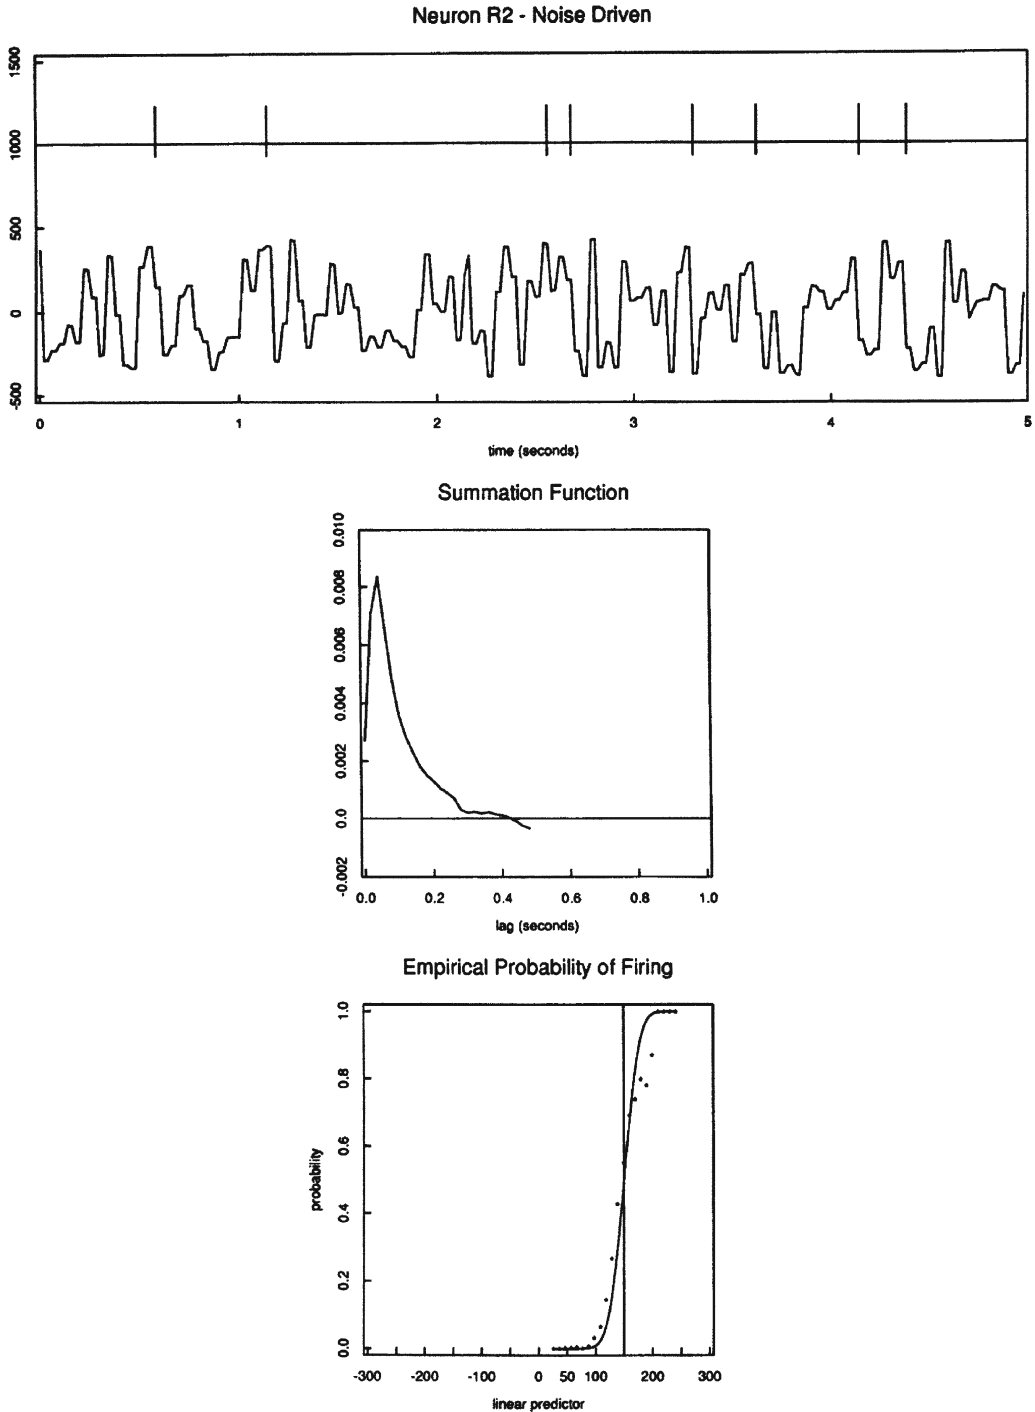 Neuron R2 - Noise Driven
1500
1000
500
0
-500
0 1 2 3 4 5
time (seconds)
Summation Function
0.010
0.008
0.006
0.004
0.002
0.0
-0.002
0.0 0.2 0.4 0.6 0.8 1.0
lag (seconds)
Empirical Probability of Firing
1.0
0.8
0.6
0.4
0.2
0.0
probability
-300 -200 -100 0 50 100 200 300
linear predictor